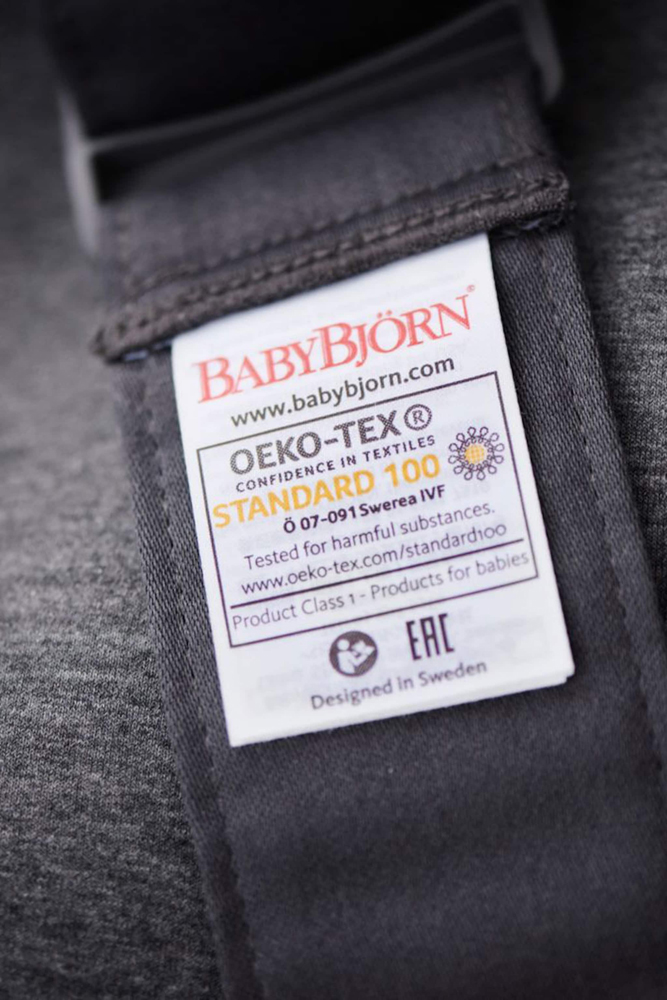 BABYBJÖRN®
www.babybjorn.com
OEKO-TEX®
CONFIDENCE IN TEXTILES
STANDARD 100
Ö 07-091 Swerea IVF
Tested for harmful substances.
www.oeko-tex.com/standard100
Product Class 1 - Products for babies
EAC
Designed in Sweden